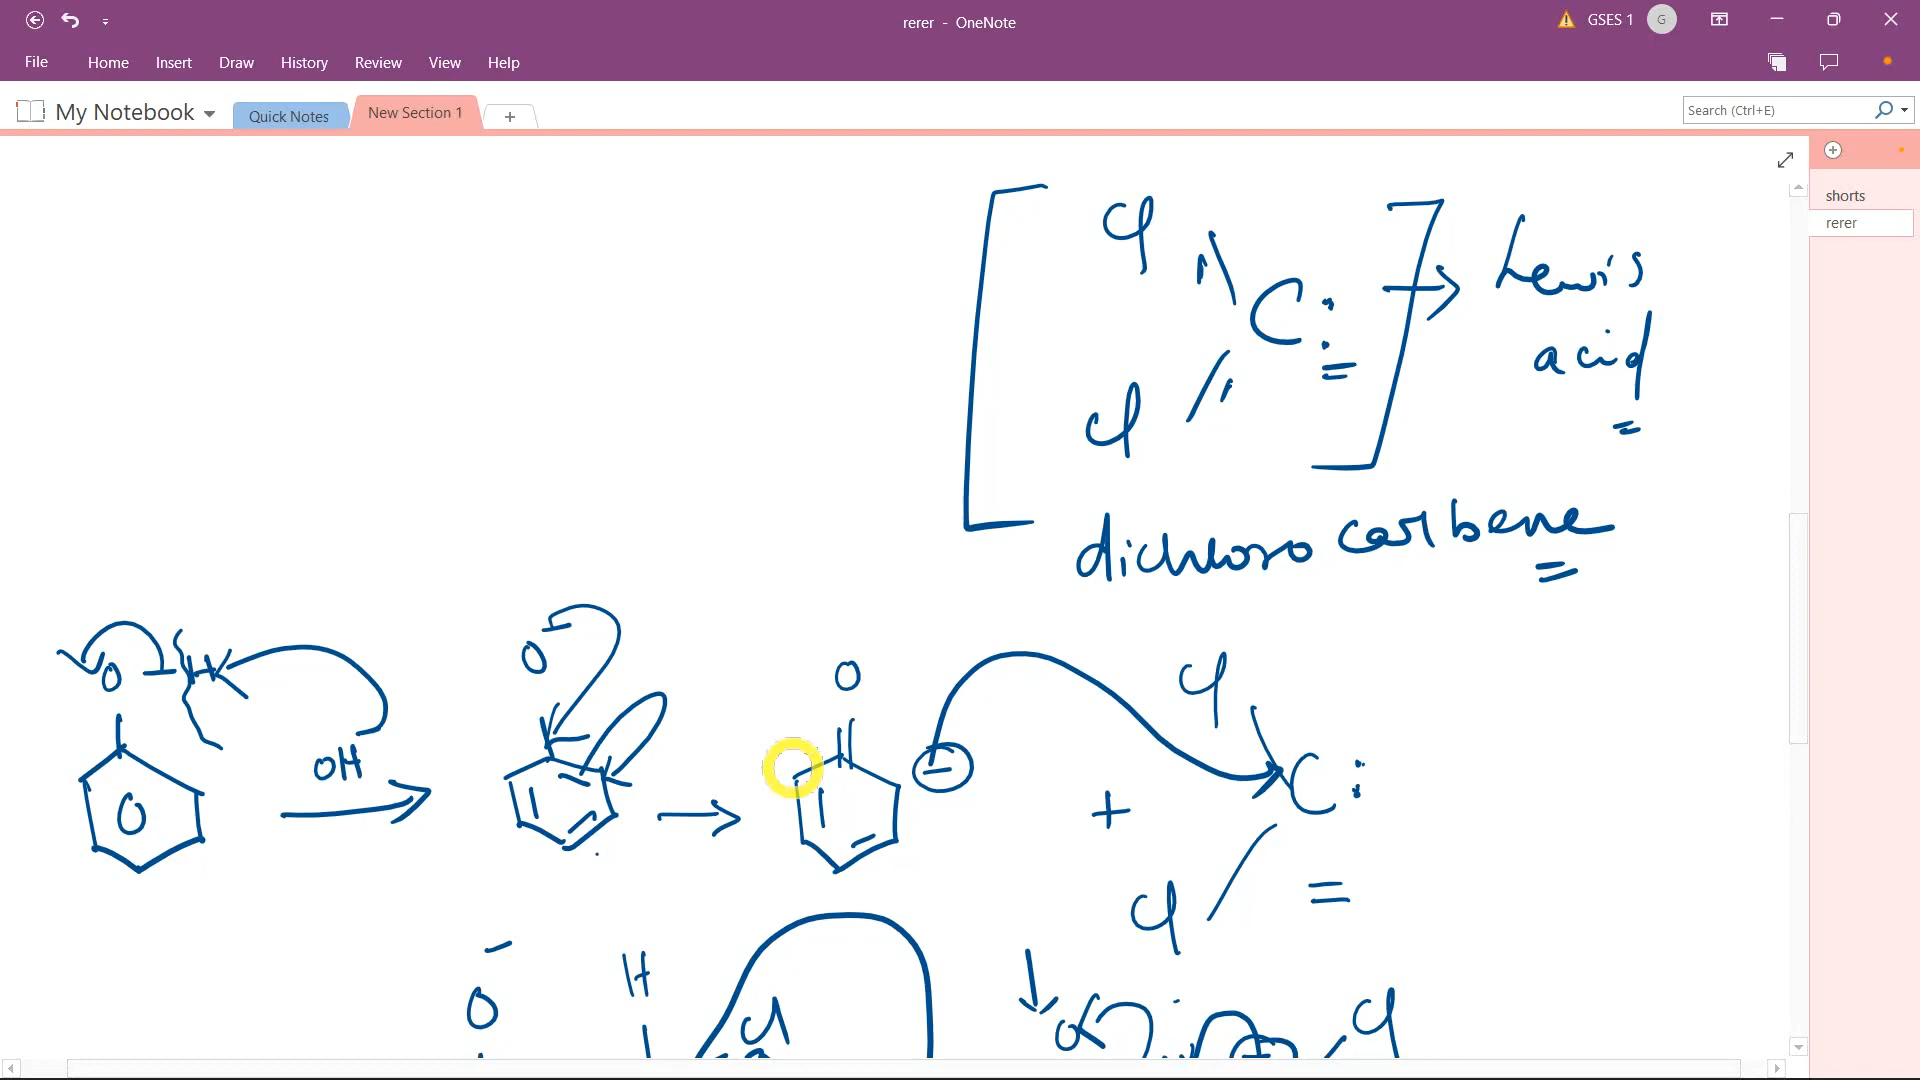 rerer - OneNote
GSES 1
G
File Home Insert Draw History Review View Help
My Notebook
Quick Notes
New Section 1
+
Search (Ctrl+E)
shorts
rerer
Cl
C:
Cl
Lewis
acid
dichloro carbene
O - H
OH
O
O
O
-
+
Cl
C:
Cl
-
O
H
Cl
O
Cl